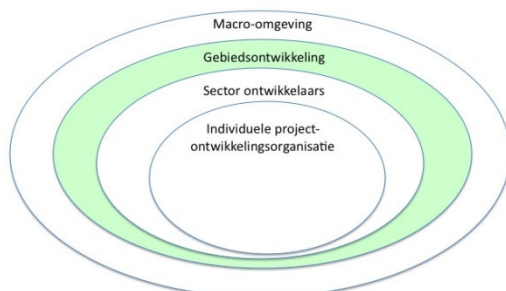 Macro-omgeving
Gebiedsontwikkeling
Sector ontwikkelaars
Individuele project-
ontwikkelingsorganisatie